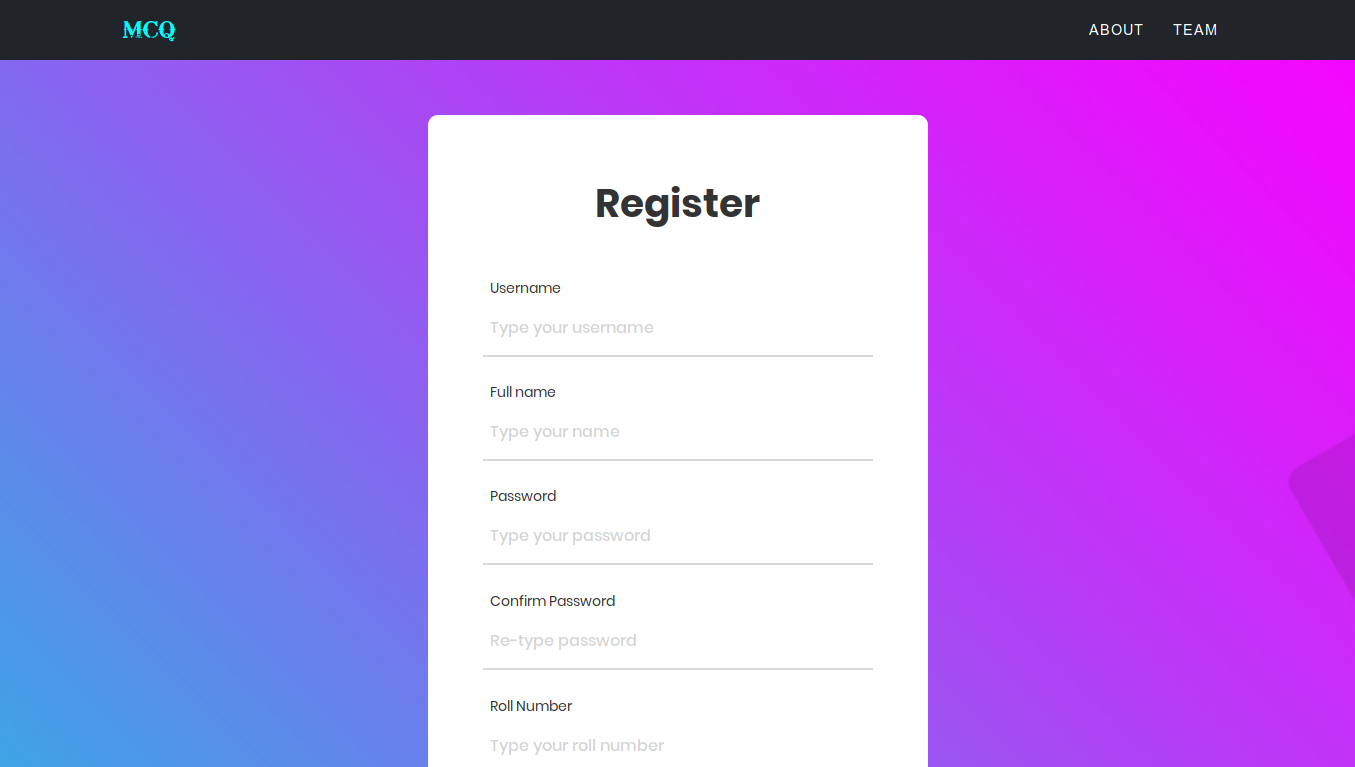 MCQ
ABOUT TEAM
Register
Username
Type your username
Full name
Type your name
Password
Type your password
Confirm Password
Re-type password
Roll Number
Type your roll number